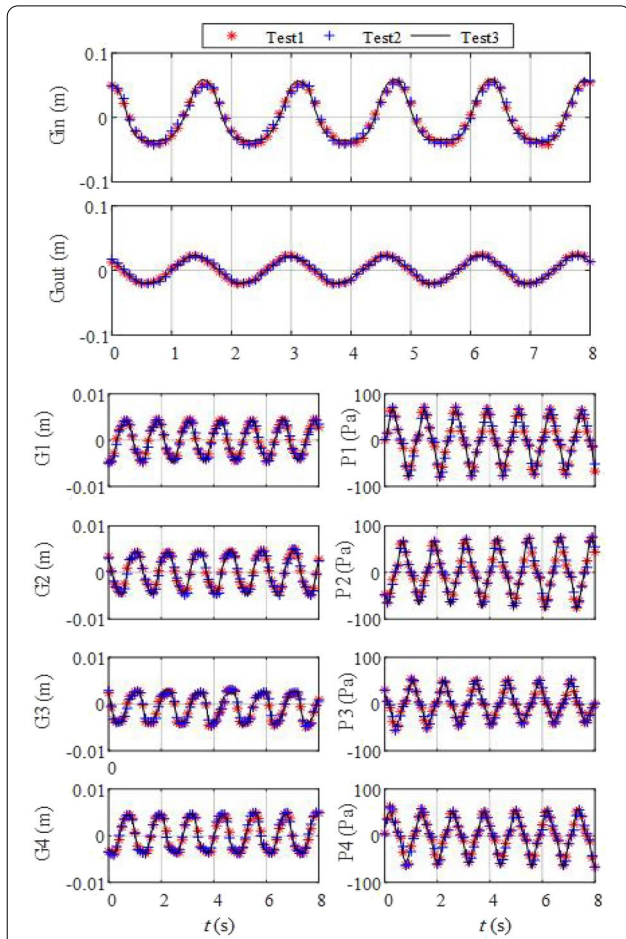 Test1 Test2 Test3
0.1
Gin (m)
0
-0.1
0.1
Gout (m)
0
-0.1
0 1 2 3 4 5 6 7 8
0.01 100
G1 (m) P1 (Pa)
0
-0.01 -100
0.01 100
G2 (m) P2 (Pa)
0 0
-0.01 -100
0.01 100
G3 (m) P3 (Pa)
0 0
-0.01 -100
0
0.01 100
G4 (m) P4 (Pa)
0 0
-0.01 -100
0 2 4 6 8 0 2 4 6 8
t (s) t (s)